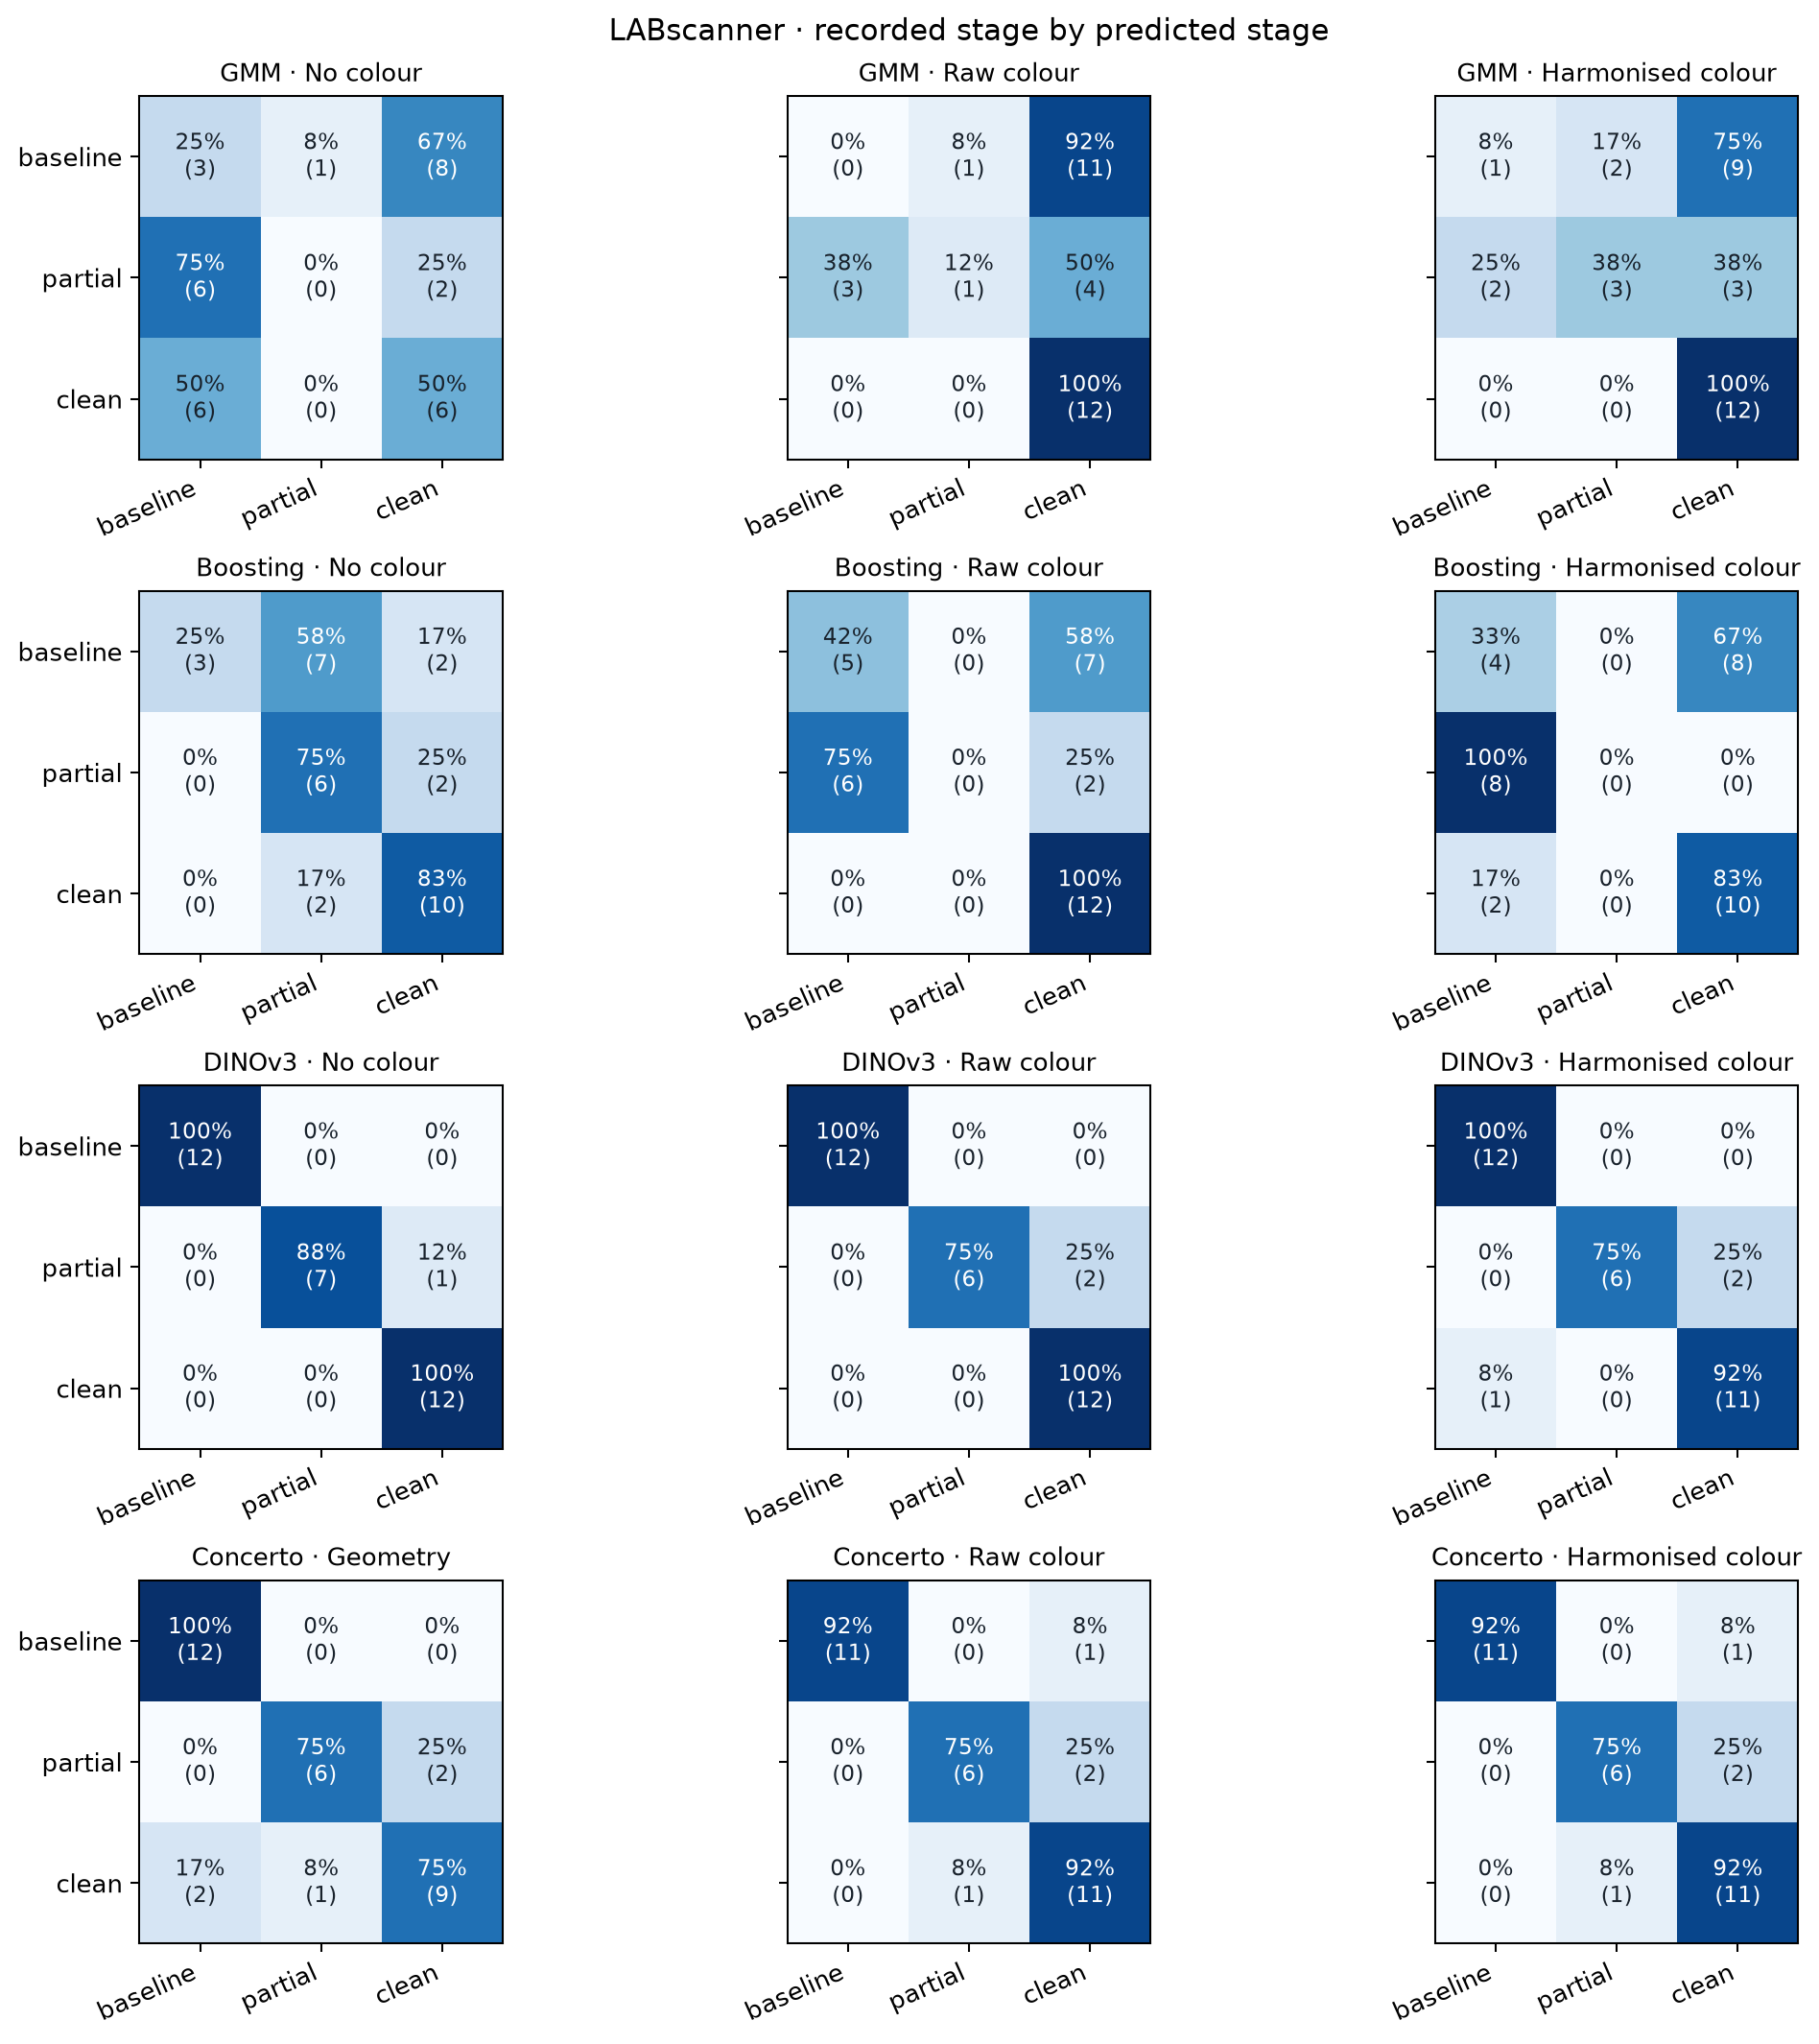 LABscanner · recorded stage by predicted stage
GMM · No colour
GMM · Raw colour
GMM · Harmonised colour
baseline
25% 8% 67%
(3) (1) (8)
0% 8% 92%
(0) (1) (11)
8% 17% 75%
(1) (2) (9)
partial
75% 0% 25%
(6) (0) (2)
38% 12% 50%
(3) (1) (4)
25% 38% 38%
(2) (3) (3)
clean
50% 0% 50%
(6) (0) (6)
0% 0% 100%
(0) (0) (12)
0% 0% 100%
(0) (0) (12)
baseline partial clean
baseline partial clean
baseline partial clean
Boosting · No colour
Boosting · Raw colour
Boosting · Harmonised colour
baseline
25% 58% 17%
(3) (7) (2)
42% 0% 58%
(5) (0) (7)
33% 0% 67%
(4) (0) (8)
partial
0% 75% 25%
(0) (6) (2)
75% 0% 25%
(6) (0) (2)
100% 0% 0%
(8) (0) (0)
clean
0% 17% 83%
(0) (2) (10)
0% 0% 100%
(0) (0) (12)
17% 0% 83%
(2) (0) (10)
baseline partial clean
baseline partial clean
baseline partial clean
DINOv3 · No colour
DINOv3 · Raw colour
DINOv3 · Harmonised colour
baseline
100% 0% 0%
(12) (0) (0)
100% 0% 0%
(12) (0) (0)
100% 0% 0%
(12) (0) (0)
partial
0% 88% 12%
(0) (7) (1)
0% 75% 25%
(0) (6) (2)
0% 75% 25%
(0) (6) (2)
clean
0% 0% 100%
(0) (0) (12)
0% 0% 100%
(0) (0) (12)
8% 0% 92%
(1) (0) (11)
baseline partial clean
baseline partial clean
baseline partial clean
Concerto · Geometry
Concerto · Raw colour
Concerto · Harmonised colour
baseline
100% 0% 0%
(12) (0) (0)
92% 0% 8%
(11) (0) (1)
92% 0% 8%
(11) (0) (1)
partial
0% 75% 25%
(0) (6) (2)
0% 75% 25%
(0) (6) (2)
0% 75% 25%
(0) (6) (2)
clean
17% 8% 75%
(2) (1) (9)
0% 8% 92%
(0) (1) (11)
0% 8% 92%
(0) (1) (11)
baseline partial clean
baseline partial clean
baseline partial clean